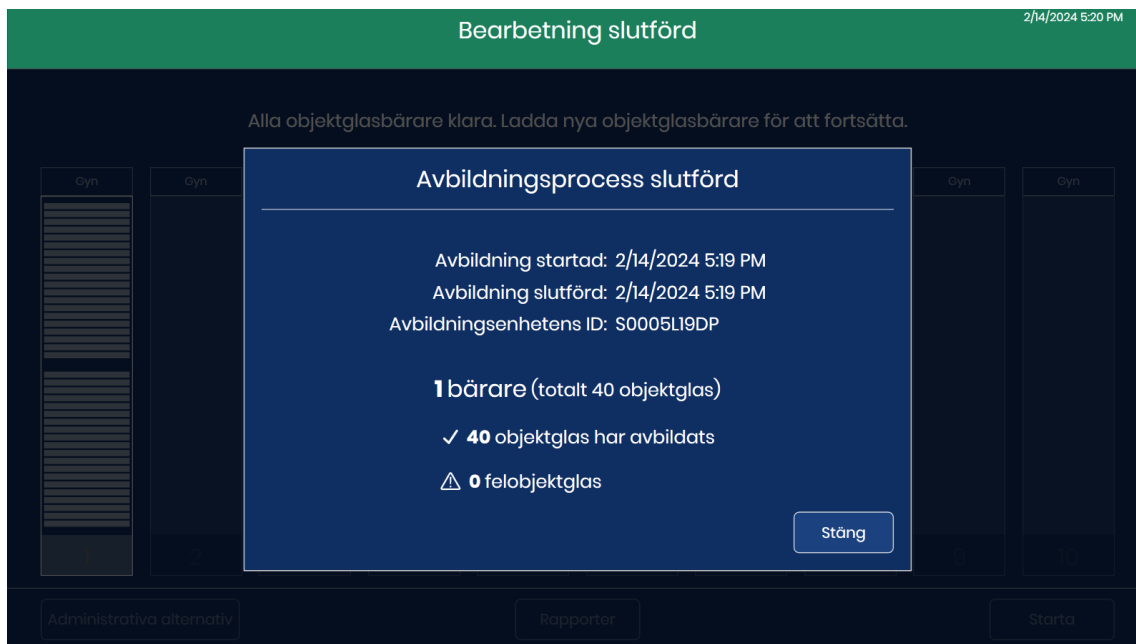 Bearbetning slutförd
2/14/2024 5:20 PM
Alla objektglasbärare klara. Ladda nya objektglasbärare för att fortsätta.
Gyn Gyn Gyn Gyn
Avbildningsprocess slutförd
Avbildning startad: 2/14/2024 5:19 PM
Avbildning slutförd: 2/14/2024 5:19 PM
Avbildningsenhetens ID: S0005L19DP
1 bärare (totalt 40 objektglas)
40 objektglas har avbildats
0 felobjektglas
Stäng
1 2 9 10
Administrativa alternativ Rapporter Starta